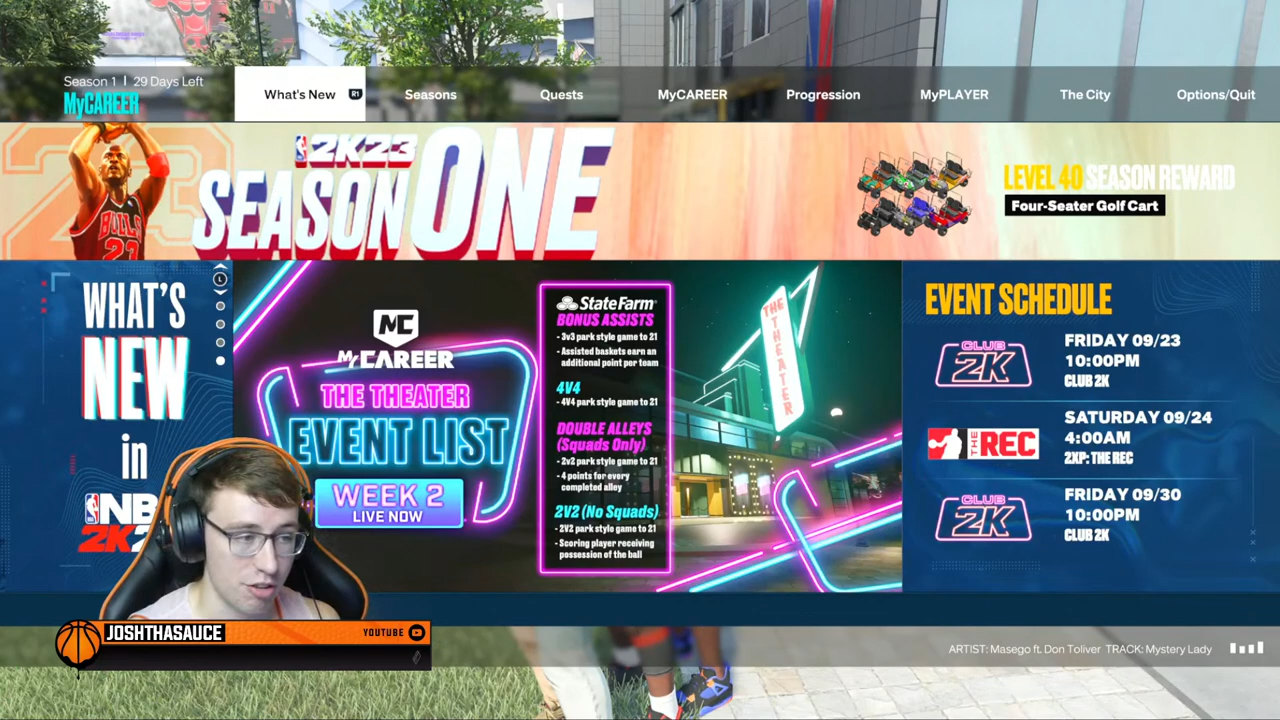 Season 1 | 29 Days Left
MyCAREER
What's New R1
Seasons
Quests
MyCAREER
Progression
MyPLAYER
The City
Options/Quit
23
BULLS
23
2K23
SEASON ONE
LEVEL 40 SEASON REWARD
Four-Seater Golf Cart
WHAT'S
NEW
in
L
MC
MyCAREER
THE THEATER
EVENT LIST
WEEK 2
LIVE NOW
StateFarm
BONUS ASSISTS
- 3v3 park style game to 21
- Assisted baskets earn an
additional point per team
4V4
- 4V4 park style game to 21
DOUBLE ALLEYS
(Squads Only)
- 2v2 park style game to 21
- 4 points for every
completed alley
2V2 (No Squads)
- 2V2 park style game to 21
- Scoring player receiving
possession of the ball
THE THEATER
EVENT SCHEDULE
CLUB
2K
FRIDAY 09/23
10:00PM
CLUB 2K
THE REC
SATURDAY 09/24
4:00AM
2XP: THE REC
CLUB
2K
FRIDAY 09/30
10:00PM
CLUB 2K
JOSHTHASAUCE
YOUTUBE
ARTIST: Masego ft. Don Toliver TRACK: Mystery Lady